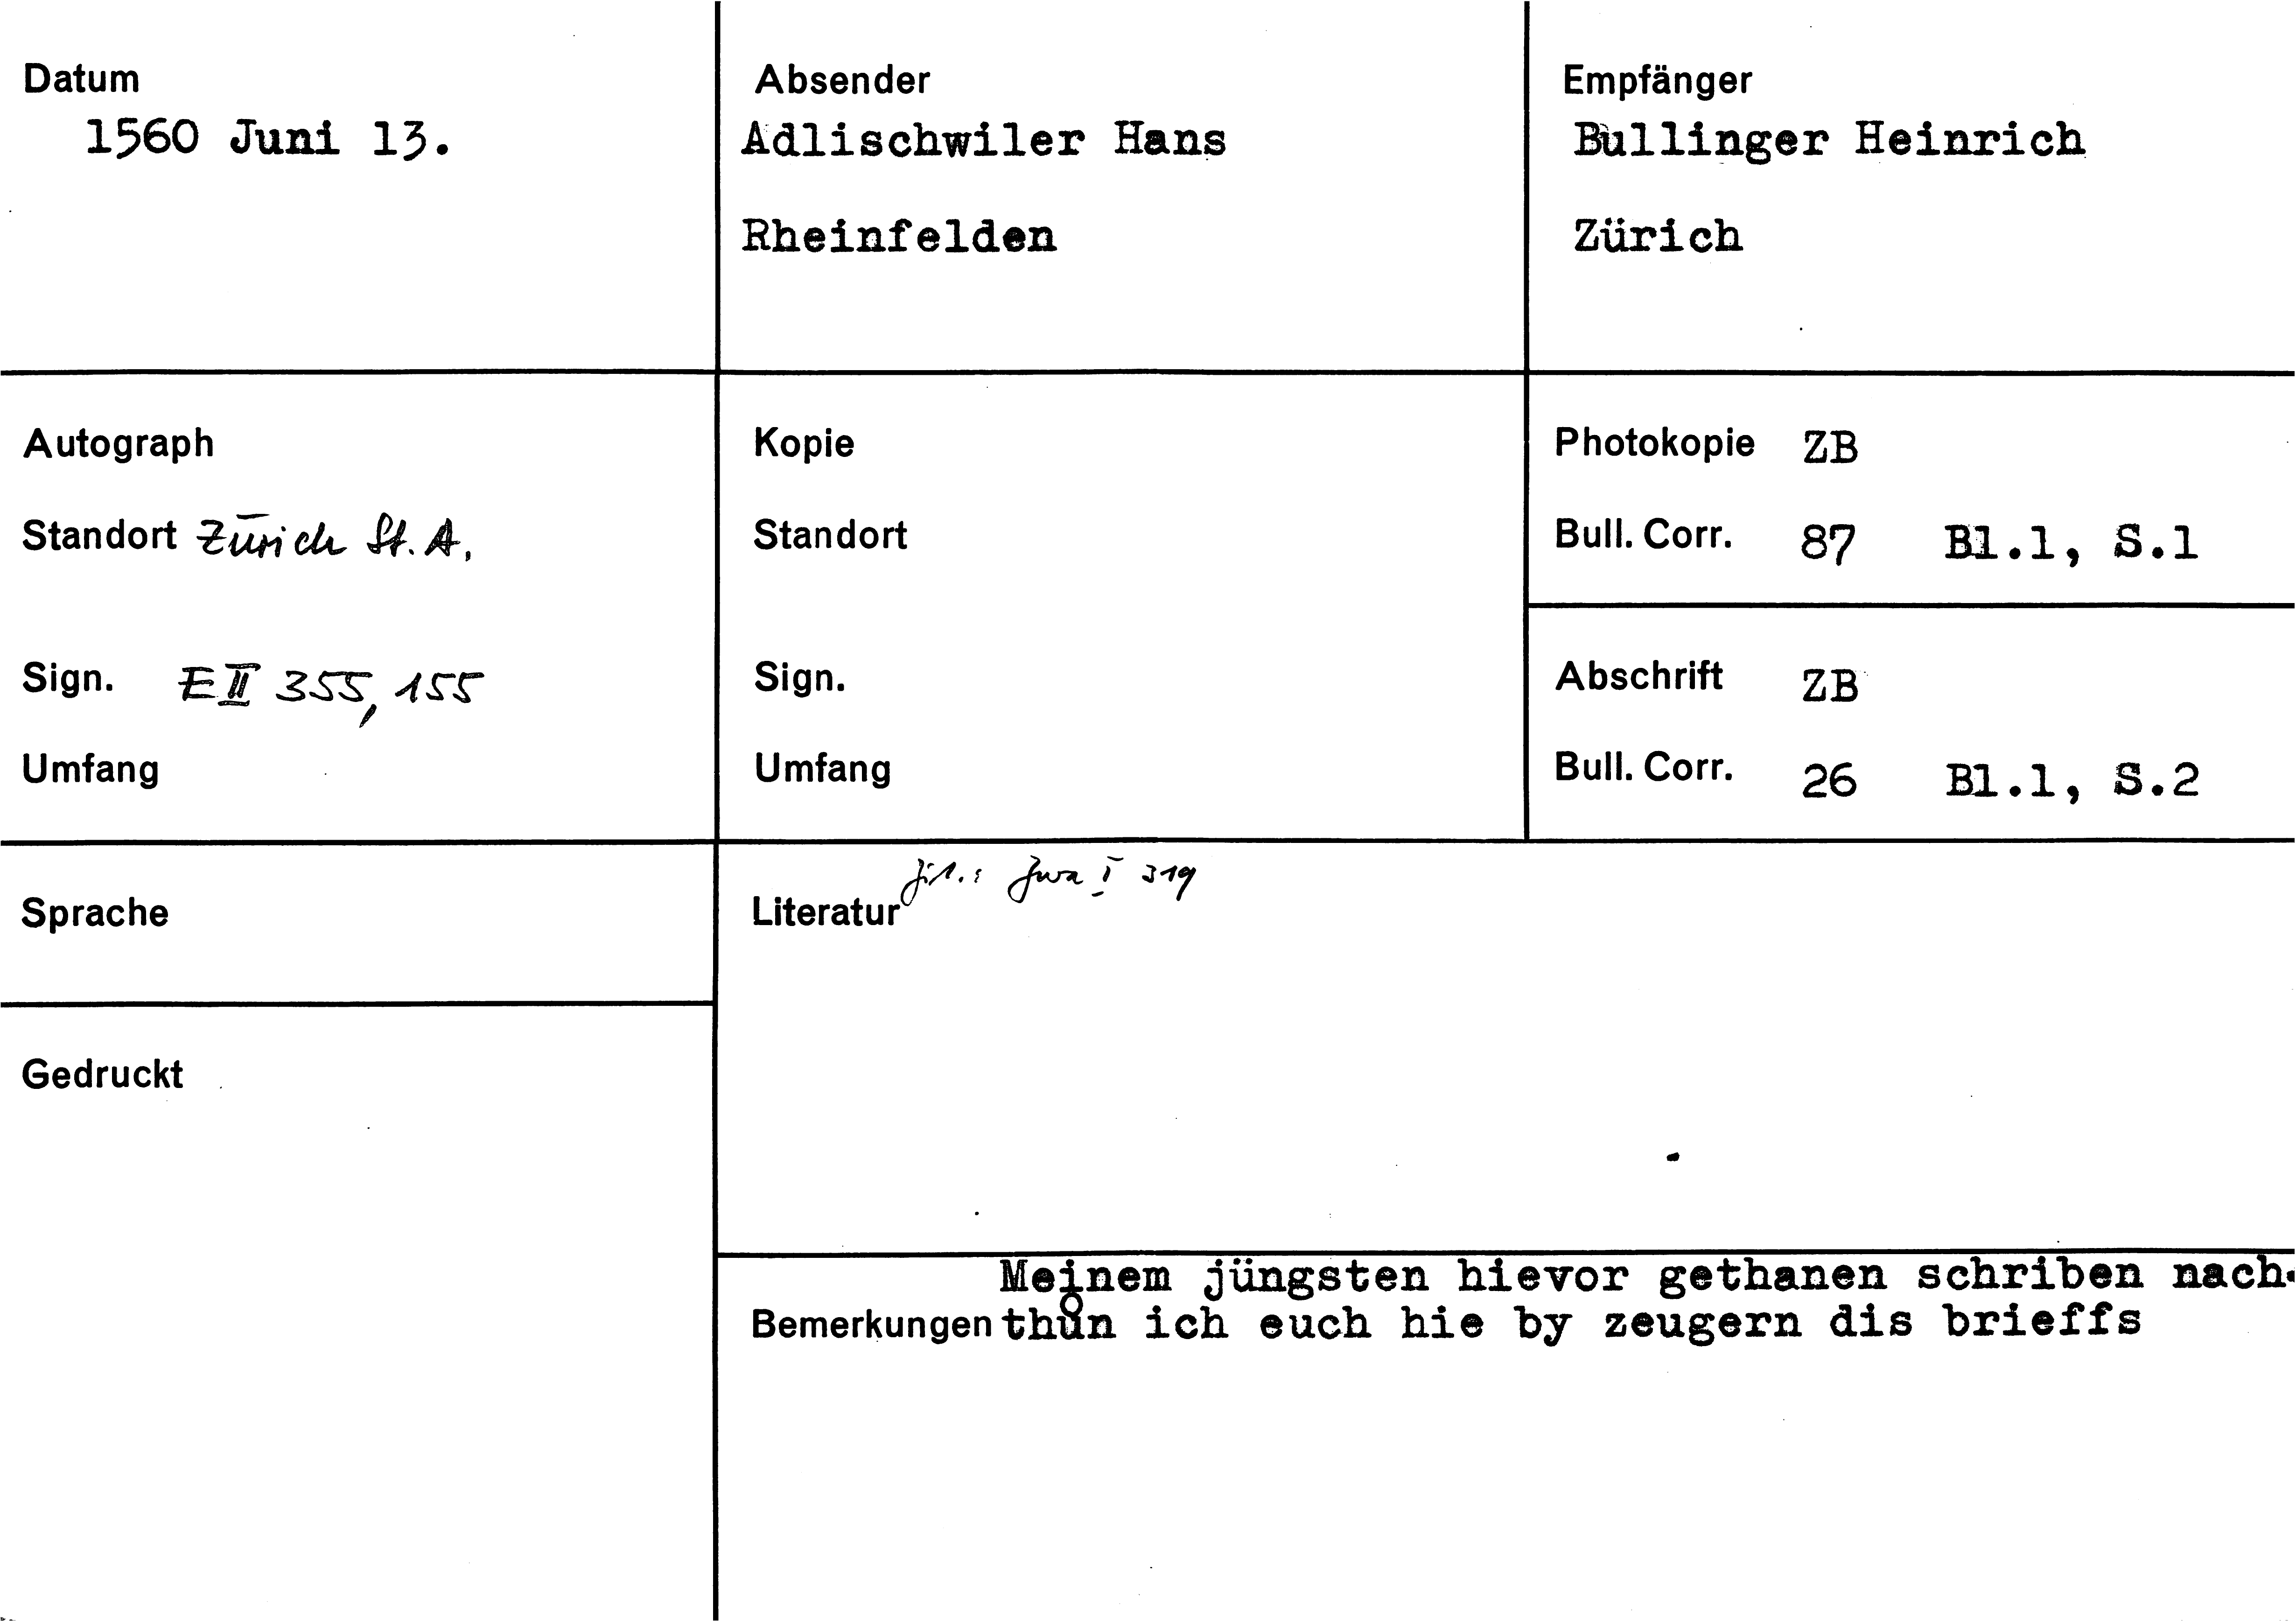 Datum
1560 Juni 13.
Absender
Adlischwiler Hans
Rheinfelden
Empfänger
Bullinger Heinrich
Zürich
Autograph
Standort Zürich St. A.
Sign. E II 355, 155
Umfang
Kopie
Standort
Sign.
Umfang
Photokopie ZB
Bull. Corr. 87 Bl.1, S.1
Abschrift ZB
Bull. Corr. 26 Bl.1, S.2
Sprache
Gedruckt
Zwa I 319
Literatur
Meinem jüngsten hievor gethanen schriben nach
Bemerkungen thůn ich euch hie by zeugern dis brieffs